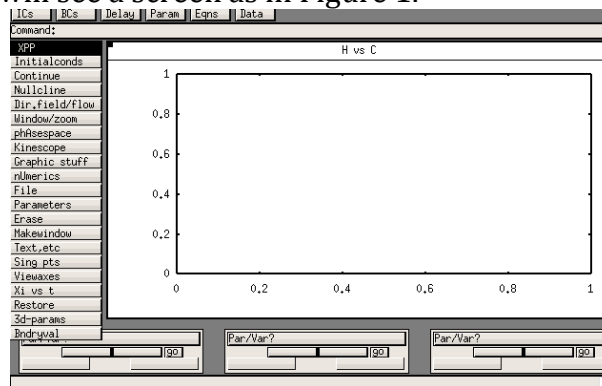 will see a screen as in Figure 1.
ICs BCs Delay Param Eqns Data
Command:
XPP
Initialconds
Continue
Nullcline
Dir.field/flow
Window/zoom
phAsespace
Kinescope
Graphic stuff
nUmerics
File
Parameters
Erase
Makewindow
Text,etc
Sing pts
Viewaxes
Xi vs t
Restore
3d-params
Bndryval
H vs C
1
0.8
0.6
0.4
0.2
0
0 0.2 0.4 0.6 0.8 1
Par/Var? Par/Var? Par/Var?
go go go